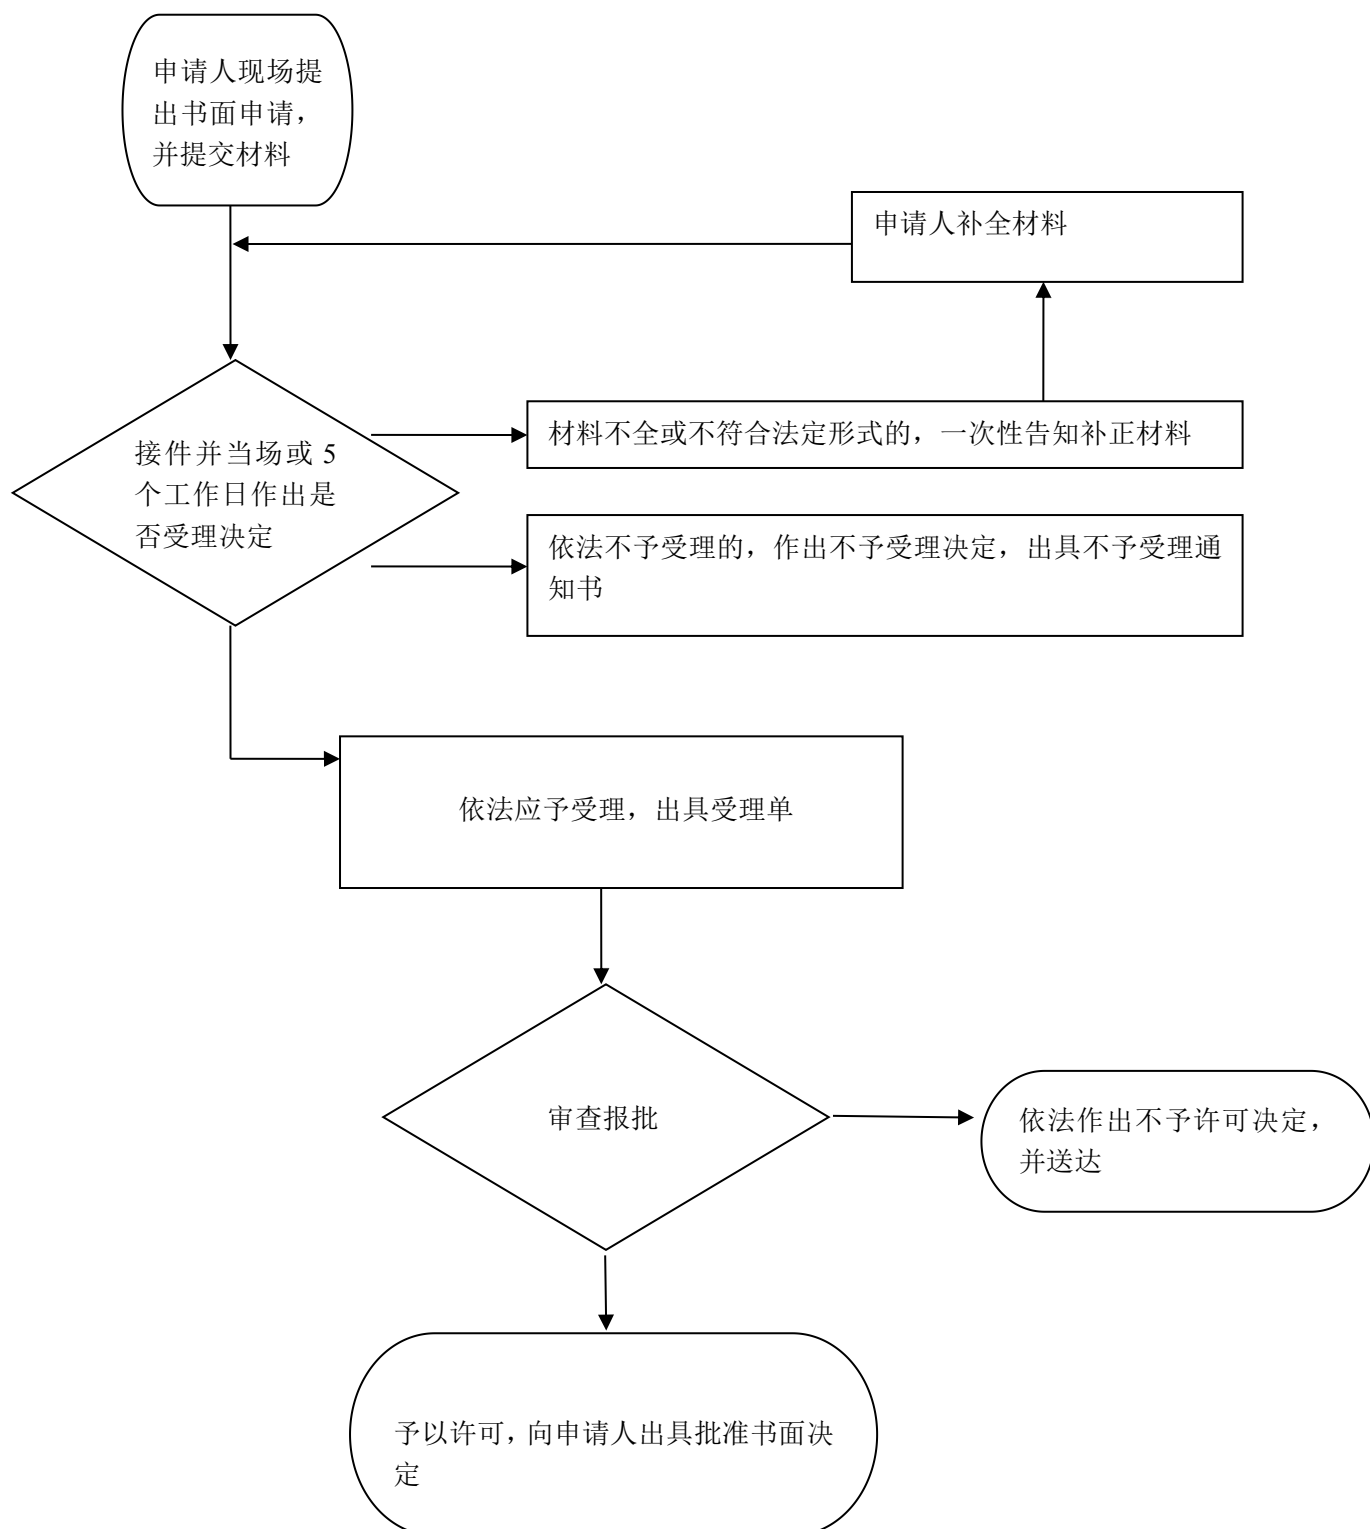 申请人现场提
出书面申请，
并提交材料
申请人补全材料
材料不全或不符合法定形式的，一次性告知补正材料
接件并当场或 5
个工作日作出是
否受理决定
依法不予受理的，作出不予受理决定，出具不予受理通
知书
依法应予受理，出具受理单
审查报批
依法作出不予许可决定，
并送达
予以许可，向申请人出具批准书面决
定